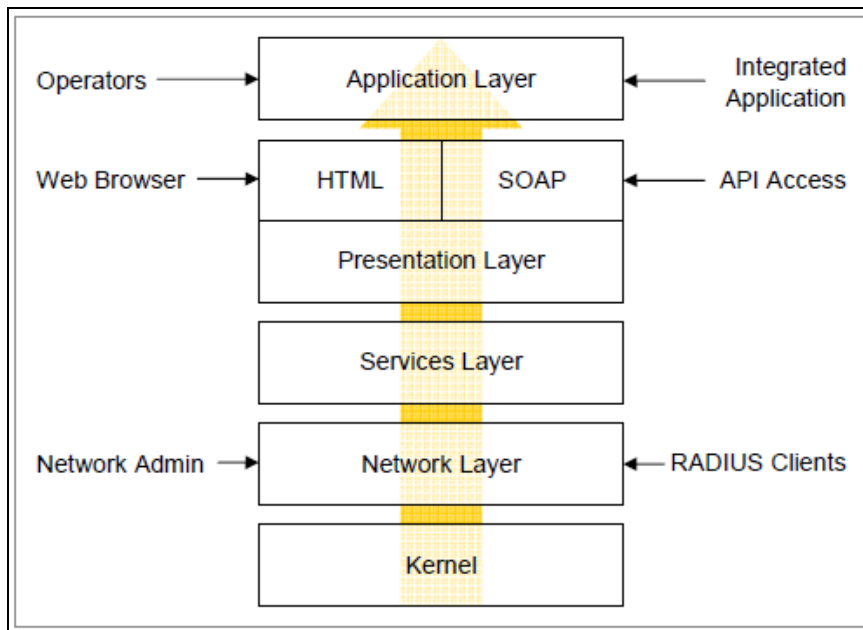 Operators
Application Layer
Integrated
Application
Web Browser
HTML
SOAP
API Access
Presentation Layer
Services Layer
Network Admin
Network Layer
RADIUS Clients
Kernel